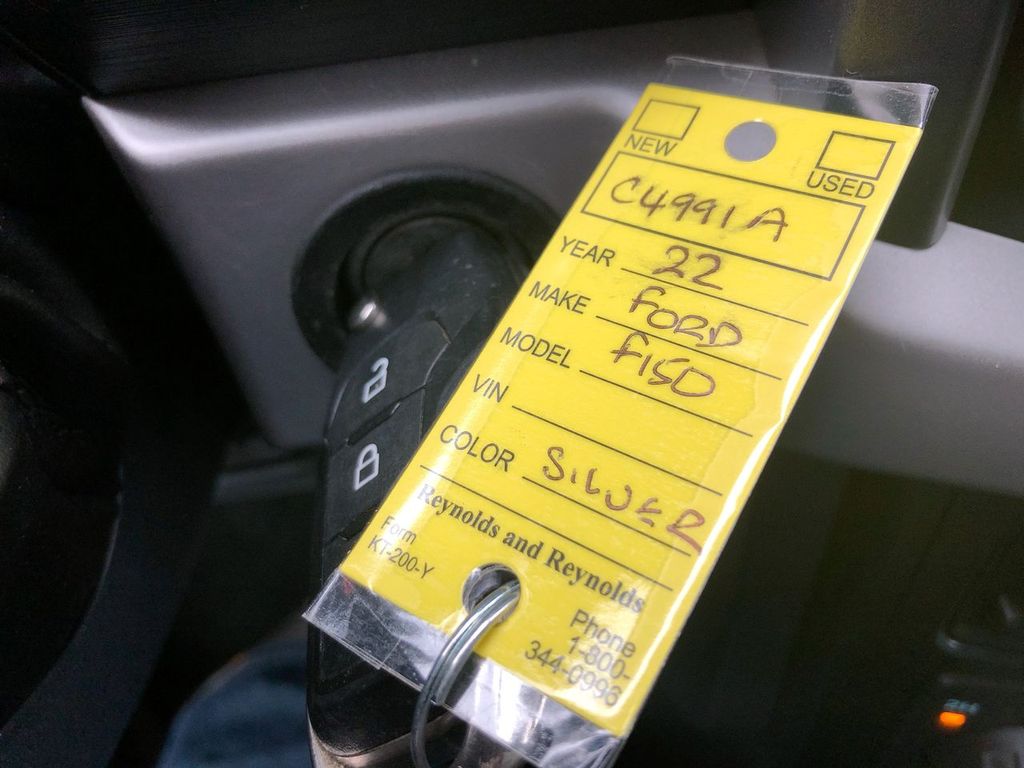 NEW
USED
C4991A
YEAR 22
MAKE FORD
MODEL F150
VIN
COLOR SILVER
Reynolds and Reynolds
Form
KT-200-Y
Phone
1-800-
344-0996